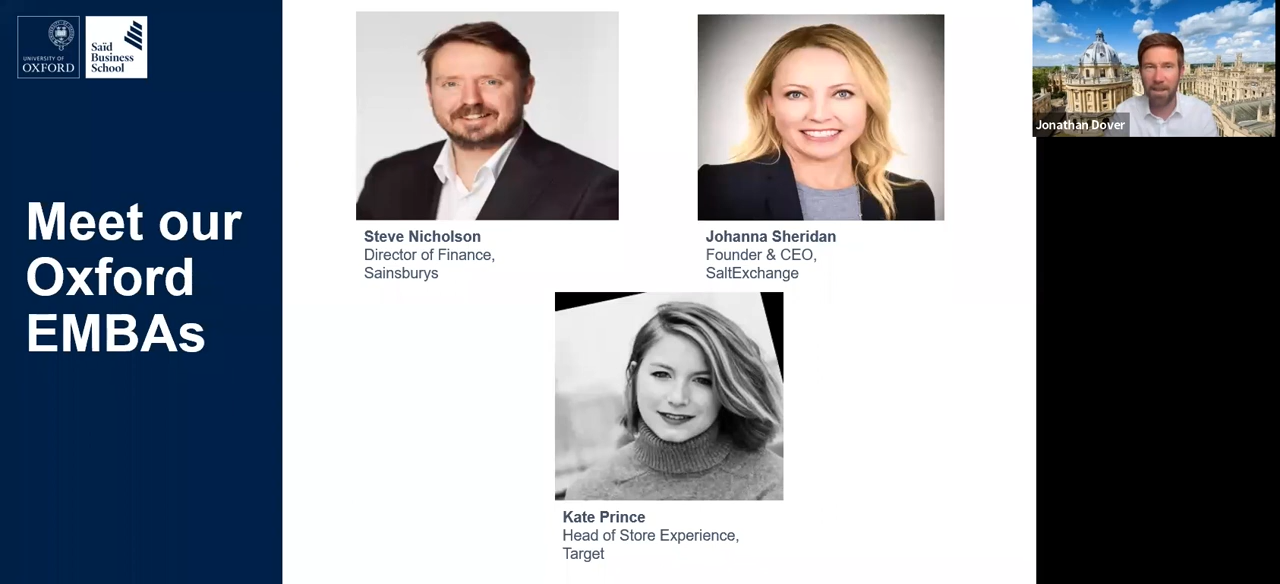 UNIVERSITY OF
OXFORD
Saïd
Business
School
Meet our
Oxford
EMBAs
Steve Nicholson
Director of Finance,
Sainsburys
Johanna Sheridan
Founder & CEO,
SaltExchange
Kate Prince
Head of Store Experience,
Target
Jonathan Dover